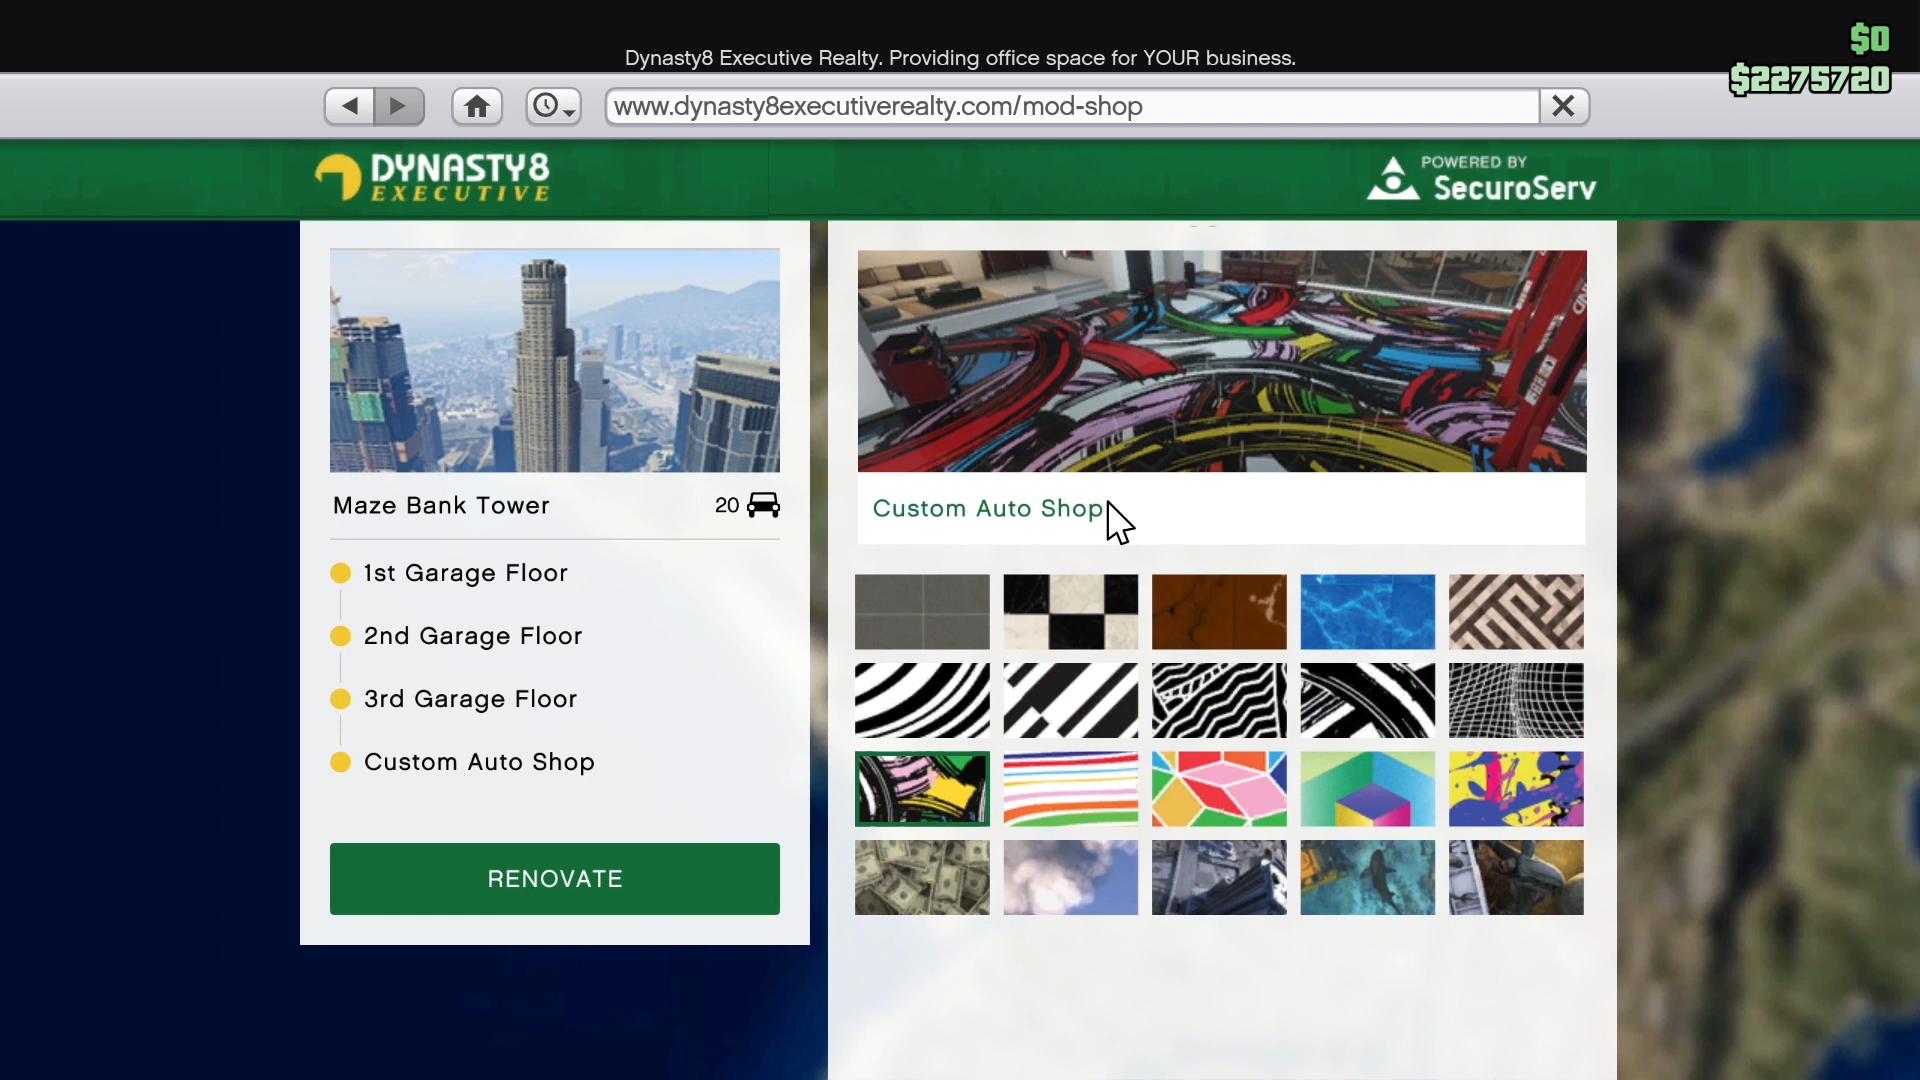 Dynasty8 Executive Realty. Providing office space for YOUR business.
$0
$2275720
www.dynasty8executiverealty.com/mod-shop
DYNASTY8
EXECUTIVE
POWERED BY
SecuroServ
Maze Bank Tower
20
1st Garage Floor
2nd Garage Floor
3rd Garage Floor
Custom Auto Shop
RENOVATE
Custom Auto Shop